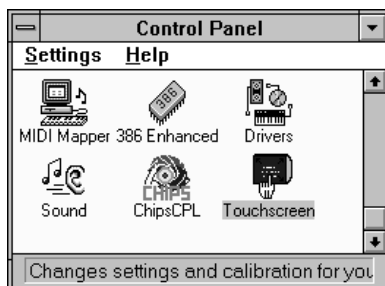 Control Panel
Settings Help
386
MIDI Mapper 386 Enhanced Drivers
CHIPS
Sound ChipsCPL Touchscreen
Changes settings and calibration for you